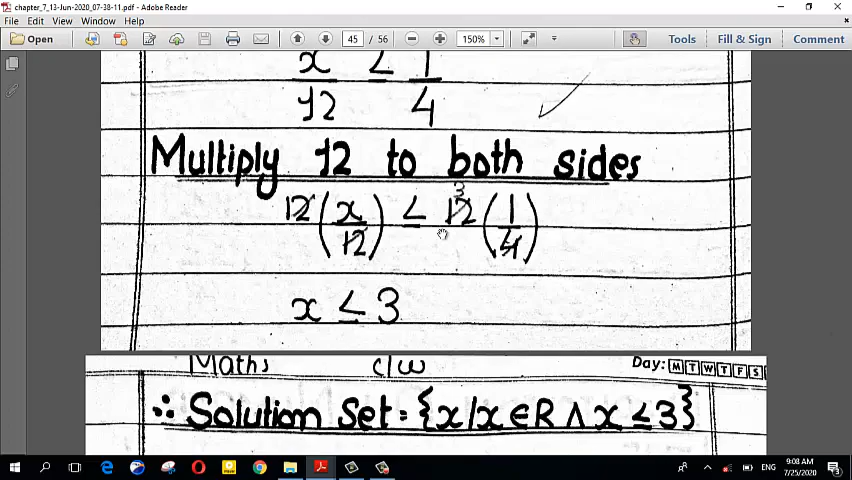 chapter_7_13-Jun-2020_07-38-11.pdf - Adobe Reader
File Edit View Window Help
Open 45 / 56 150% Tools Fill & Sign Comment
x/12 ≤ 1/4
Multiply 12 to both sides
12(x/12) ≤ 12(1/4)
3
x ≤ 3
Maths c/w Day: M T W T F S
∴ Solution Set = {x/x ∈ R ∧ x ≤ 3}
ENG 9:08 AM
7/25/2020 3